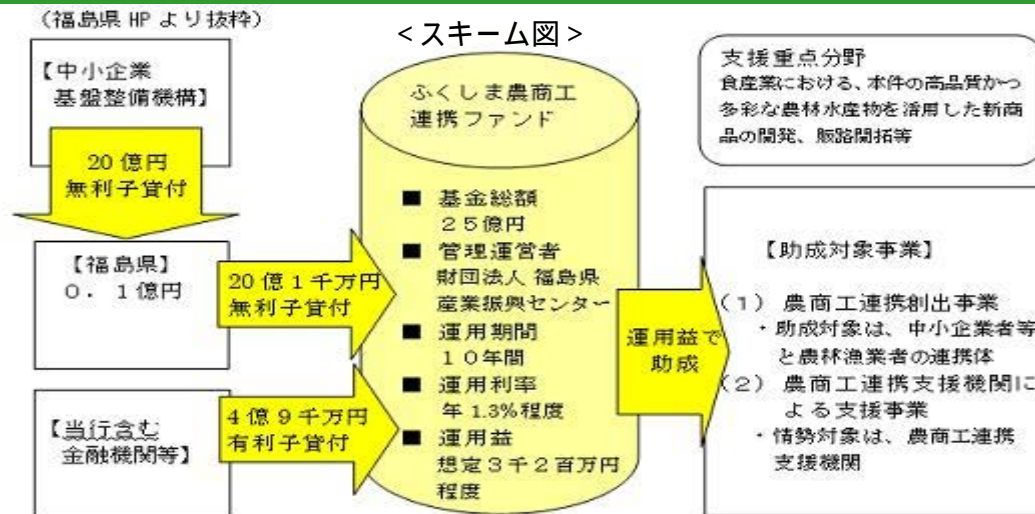 (福島県 HP より抜粋)
<スキーム図>
【中小企業
基盤整備機構】
20 億円
無利子貸付
【福島県】
0．1億円
20 億 1 千万円
無利子貸付
【当行含む
金融機関等】
4 億 9 千万円
有利子貸付
ふくしま農商工
連携ファンド
■ 基金総額
２５億円
■ 管理運営者
財団法人 福島県
産業振興センター
■ 運用期間
１０年間
■ 運用利率
年 1.3%程度
■ 運用益
想定３千２百万円
程度
運用益で
助成
支援重点分野
食産業における、本件の高品質かつ
多彩な農林水産物を活用した新商
品の開発、販路開拓等
【助成対象事業】
(１) 農商工連携創出事業
・助成対象は、中小企業者等
と農林漁業者の連携体
(２) 農商工連携支援機関に
よる支援事業
・情勢対象は、農商工連携
支援機関